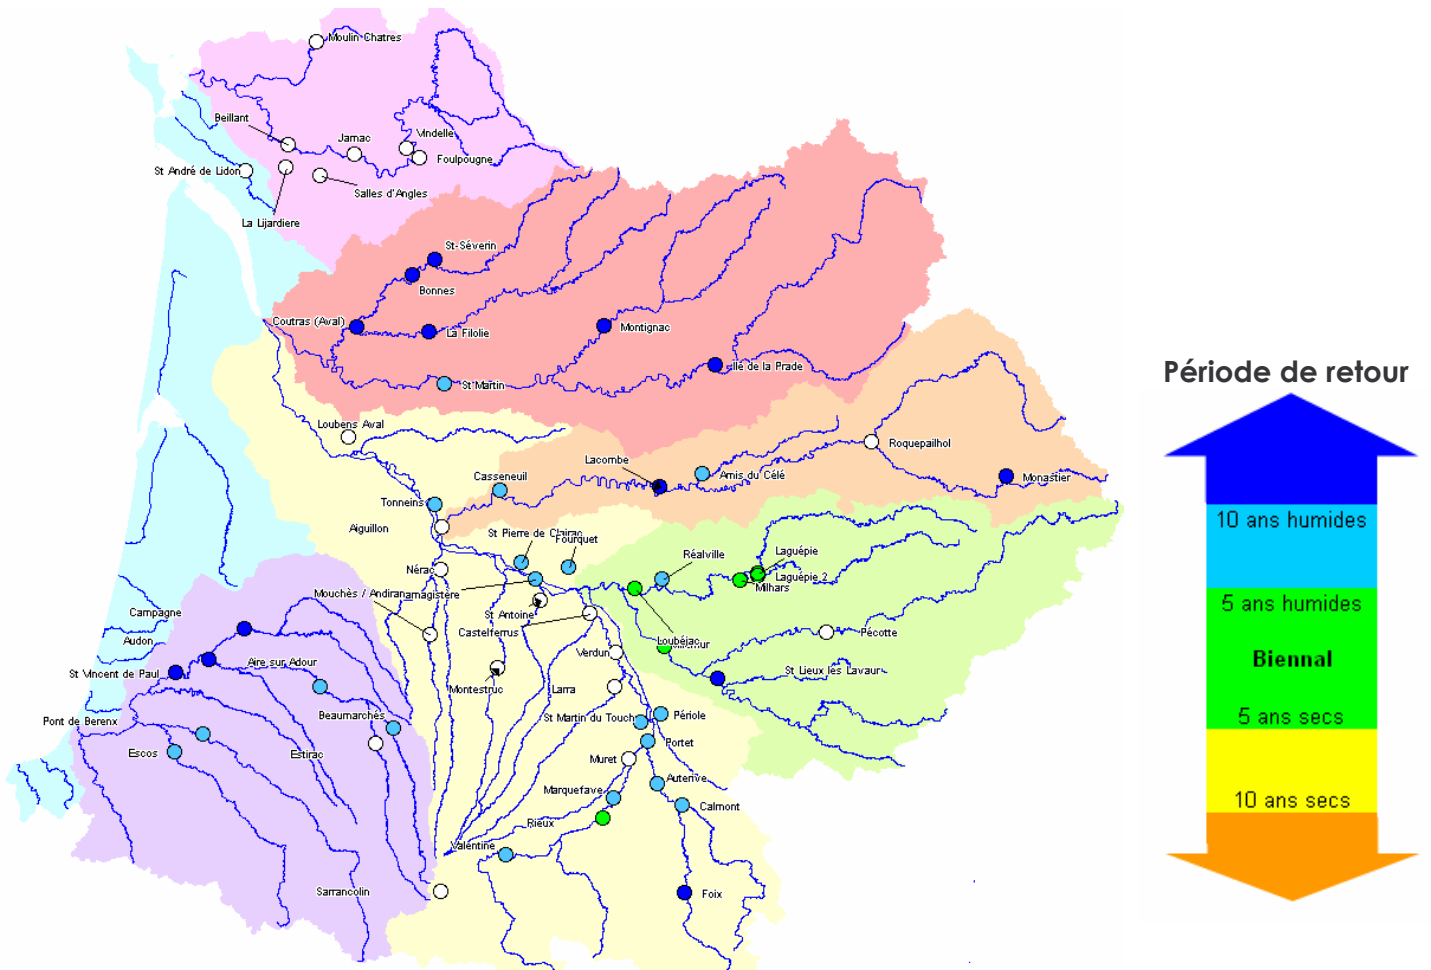 Moulin Chatres
Beillant
Jarnac
Vindelle
Foulpougne
St André de Lidon
Salles d'Angles
La Lijardiere
St-Séverin
Bonnes
Coutras (Aval)
La Filolie
Montignac
St Martin
ille de la Prade
Période de retour
Loubens Aval
Roquepailhol
Lacombe
Casseneuil
Amis du Célé
Monastier
Tonneins
10 ans humides
Aiguillon
St Pierre de Clairac
Fourquet
Réalville
Laguépie
Nérac
Laguépie 2
Milhars
Mouchès / Andiran
amagistère
5 ans humides
Campagne
St Antoine
Audon
Castelferrus
Pécotte
Loubéjac
Verdun
Biennal
Aire sur Adour
St Vincent de Paul
St Lieux lès Lavaur
Montestruc
Larra
Beaumarchès
St Martin du Touch
Périole
5 ans secs
Pont de Berenx
Escos
Estirac
Portet
Muret
Auterive
Marquefave
Calmont
10 ans secs
Rieux
Valentine
Sarrancolin
Foix